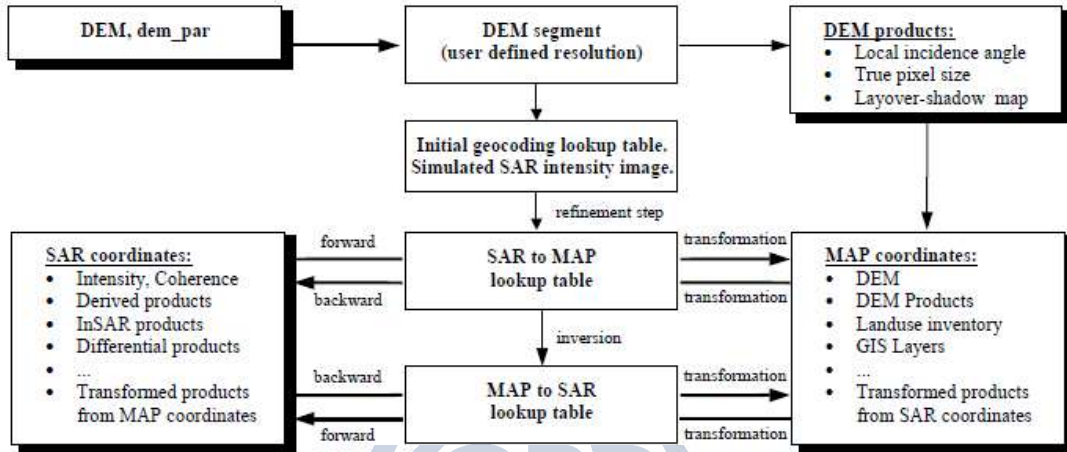 DEM, dem_par
DEM segment
(user defined resolution)
DEM products:
• Local incidence angle
• True pixel size
• Layover-shadow map
Initial geocoding lookup table.
Simulated SAR intensity image.
refinement step
SAR coordinates:
• Intensity, Coherence
• Derived products
• InSAR products
• Differential products
• ...
• Transformed products
from MAP coordinates
forward
backward
SAR to MAP
lookup table
transformation
transformation
inversion
backward
forward
MAP to SAR
lookup table
transformation
transformation
MAP coordinates:
• DEM
• DEM Products
• Landuse inventory
• GIS Layers
• ...
• Transformed products
from SAR coordinates